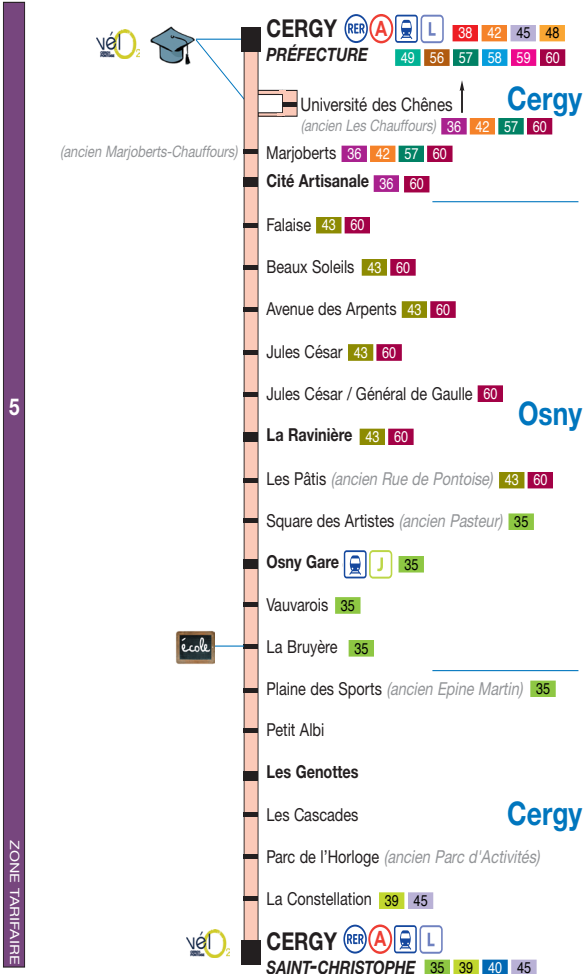 vélO2 CERGY RER A L 38 42 45 48
PRÉFECTURE 49 56 57 58 59 60
Université des Chênes
(ancien Les Chauffours) 36 42 57 60
Cergy
(ancien Marjoberts-Chauffours) Marjoberts 36 42 57 60
Cité Artisanale 36 60
Falaise 43 60
Beaux Soleils 43 60
Avenue des Arpents 43 60
Jules César 43 60
Jules César / Général de Gaulle 60
5
Osny
La Ravinière 43 60
Les Pâtis (ancien Rue de Pontoise) 43 60
Square des Artistes (ancien Pasteur) 35
Osny Gare J 35
Vauvarois 35
école La Bruyère 35
Plaine des Sports (ancien Epine Martin) 35
Petit Albi
Les Genottes
Les Cascades
Cergy
Parc de l'Horloge (ancien Parc d'Activités)
La Constellation 39 45
ZONE TARIFAIRE
vélO2 CERGY RER A L
SAINT-CHRISTOPHE 35 39 40 45